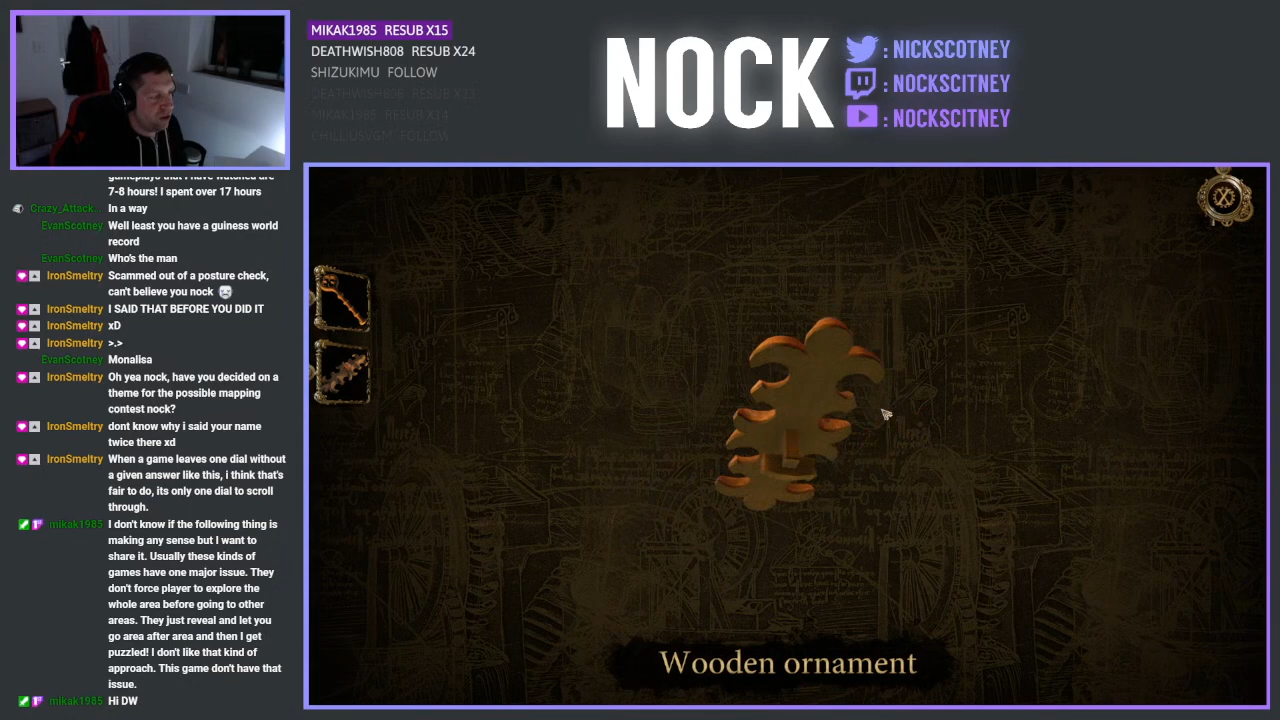 MIKAK1985 RESUB X15
DEATHWISH808 RESUB X24
SHIZUKIMU FOLLOW
DEATHWISH808 RESUB X23
MIKAK1985 RESUB X14
NOCK
: NICKSCOTNEY
: NOCKSCITNEY
: NOCKSCITNEY
gameplays that I have watched are
7-8 hours! I spent over 17 hours
Crazy_Attack... In a way
EvanScotney Well least you have a guiness world
record
EvanScotney Who's the man
IronSmeltry Scammed out of a posture check,
can't believe you nock
IronSmeltry I SAID THAT BEFORE YOU DID IT
IronSmeltry xD
IronSmeltry >.>
EvanScotney Monalisa
IronSmeltry Oh yea nock, have you decided on a
theme for the possible mapping
contest nock?
IronSmeltry dont know why i said your name
twice there xd
IronSmeltry When a game leaves one dial without
a given answer like this, i think that's
fair to do, its only one dial to scroll
through.
mikak1985 I don't know if the following thing is
making any sense but I want to
share it. Usually these kinds of
games have one major issue. They
don't force player to explore the
whole area before going to other
areas. They just reveal and let you
go area after area and then I get
puzzled! I don't like that kind of
approach. This game don't have that
issue.
mikak1985 Hi DW
Wooden ornament